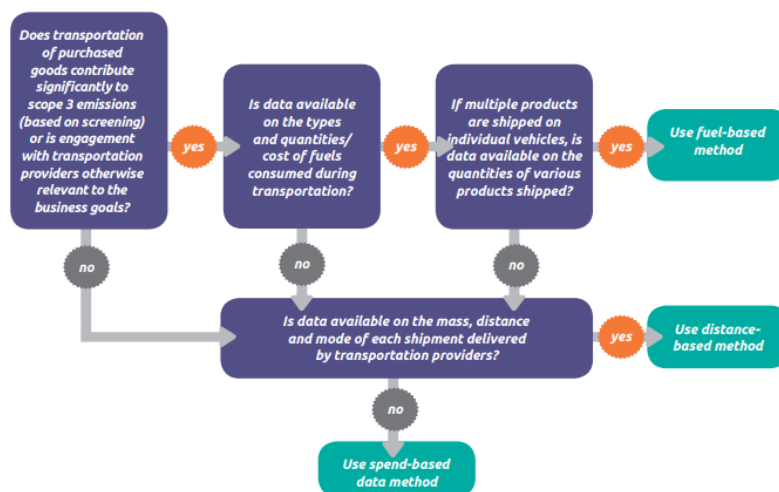 Does transportation
of purchased
goods contribute
significantly to
scope 3 emissions
(based on screening)
or is engagement
with transportation
providers otherwise
relevant to the
business goals?
yes
Is data available
on the types
and quantities/
cost of fuels
consumed during
transportation?
yes
If multiple products
are shipped on
individual vehicles, is
data available on the
quantities of various
products shipped?
yes
Use fuel-based
method
no
no
no
Is data available on the mass, distance
and mode of each shipment delivered
by transportation providers?
yes
Use distance-
based method
no
Use spend-based
data method